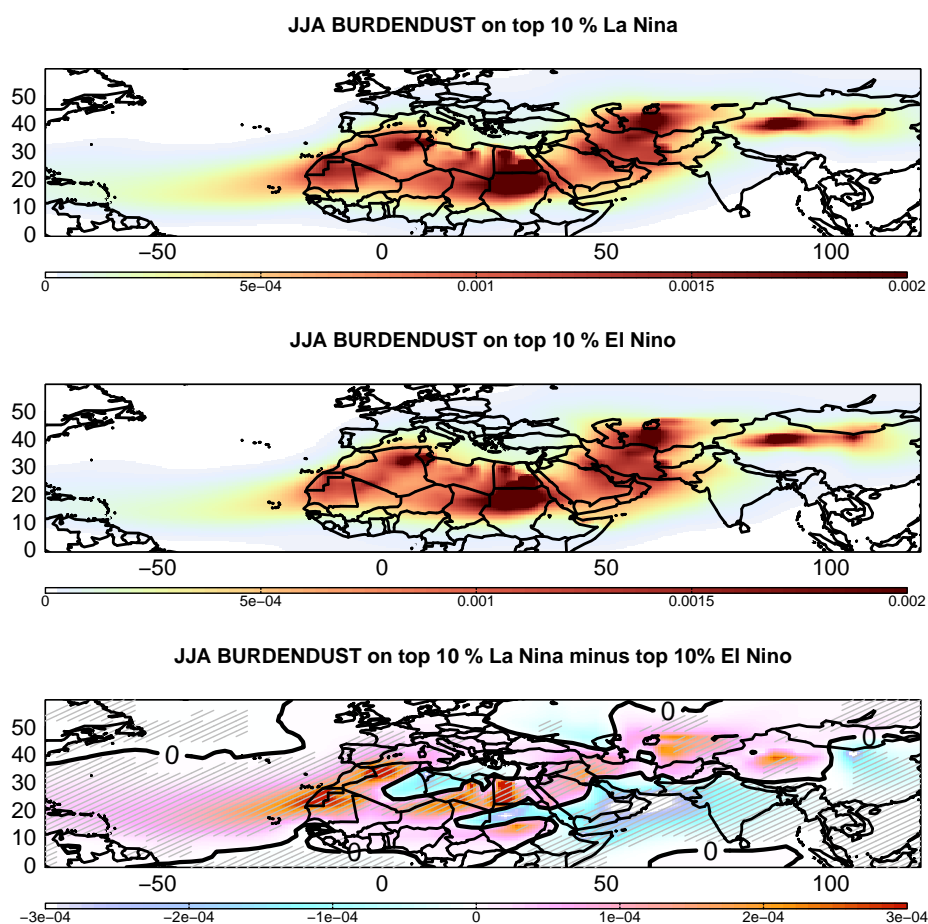 JJA BURDENDUST on top 10 % La Nina
50
40
30
20
10
0
−50 0 50 100
0 5e−04 0.001 0.0015 0.002
JJA BURDENDUST on top 10 % El Nino
50
40
30
20
10
0
−50 0 50 100
0 5e−04 0.001 0.0015 0.002
JJA BURDENDUST on top 10 % La Nina minus top 10% El Nino
50
40
30
20
10
0
0
0
0
0
0
−50 0 50 100
−3e−04 −2e−04 −1e−04 0 1e−04 2e−04 3e−04